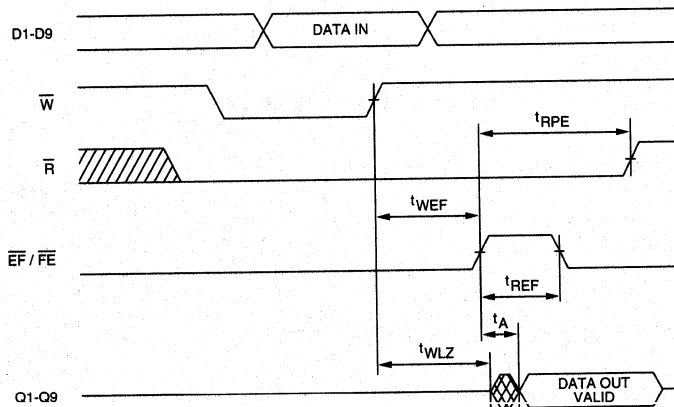 D1-D9
DATA IN
W
tRPE
R
tWEF
EF / FE
tREF
tA
tWLZ
Q1-Q9
DATA OUT
VALID